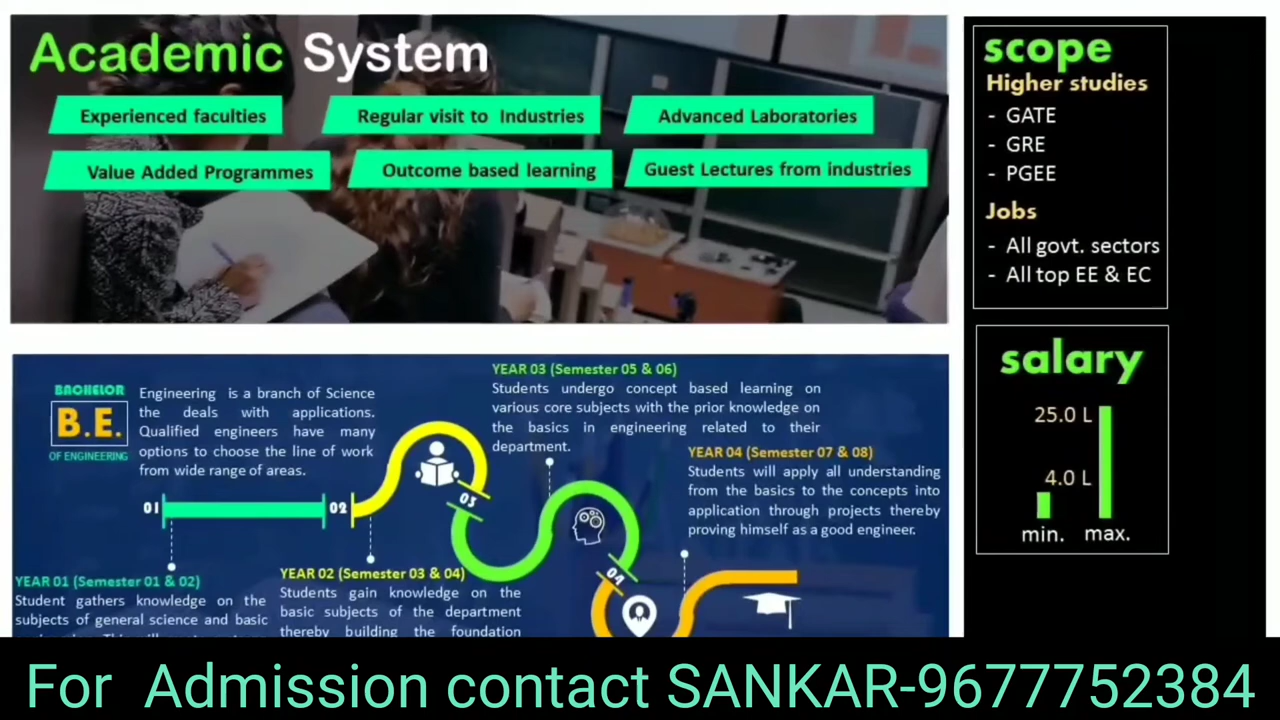 Academic System
Experienced faculties
Regular visit to Industries
Advanced Laboratories
Value Added Programmes
Outcome based learning
Guest Lectures from industries
scope
Higher studies
- GATE
- GRE
- PGEE
Jobs
- All govt. sectors
- All top EE & EC
salary
25.0 L
4.0 L
min. max.
BACHELOR
B.E.
OF ENGINEERING
Engineering is a branch of Science
the deals with applications.
Qualified engineers have many
options to choose the line of work
from wide range of areas.
01
02
03
04
YEAR 01 (Semester 01 & 02)
Student gathers knowledge on the
subjects of general science and basic
YEAR 02 (Semester 03 & 04)
Students gain knowledge on the
basic subjects of the department
thereby building the foundation
YEAR 03 (Semester 05 & 06)
Students undergo concept based learning on
various core subjects with the prior knowledge on
the basics in engineering related to their
department.
YEAR 04 (Semester 07 & 08)
Students will apply all understanding
from the basics to the concepts into
application through projects thereby
proving himself as a good engineer.
For Admission contact SANKAR-9677752384